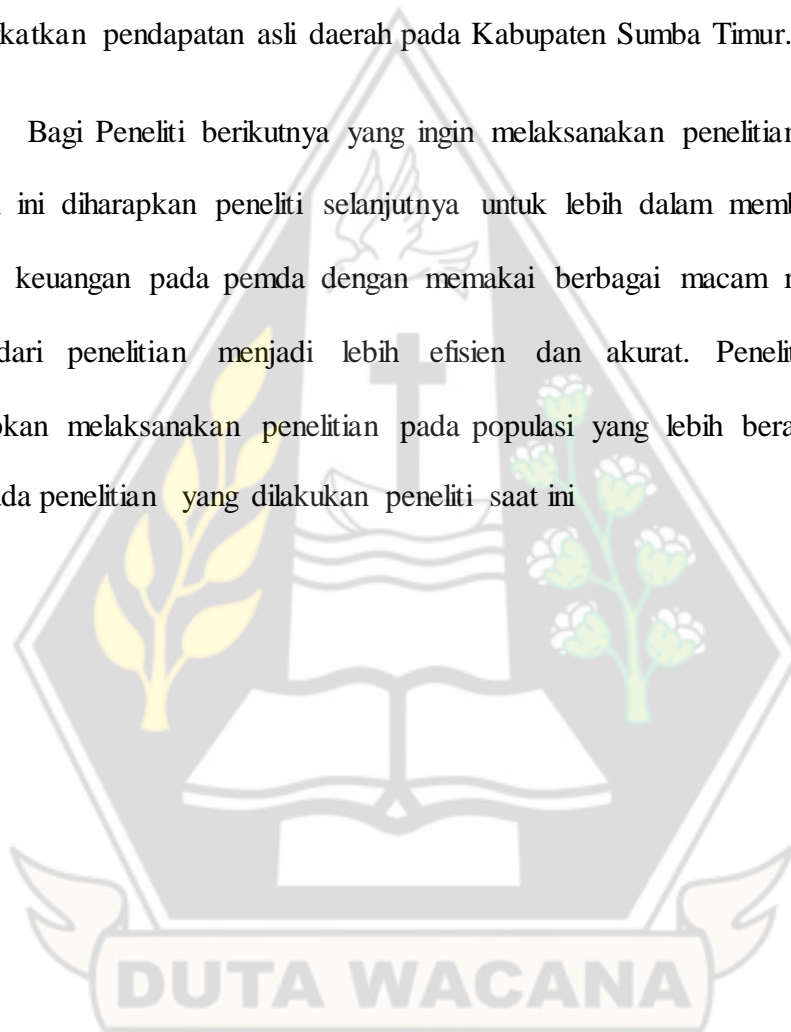 katkan pendapatan asli daerah pada Kabupaten Sumba Timur.
Bagi Peneliti berikutnya yang ingin melaksanakan penelitian
ini diharapkan peneliti selanjutnya untuk lebih dalam memb
keuangan pada pemda dengan memakai berbagai macam
dari penelitian menjadi lebih efisien dan akurat. Penelit
kan melaksanakan penelitian pada populasi yang lebih bera
da penelitian yang dilakukan peneliti saat ini
DUTA WACANA